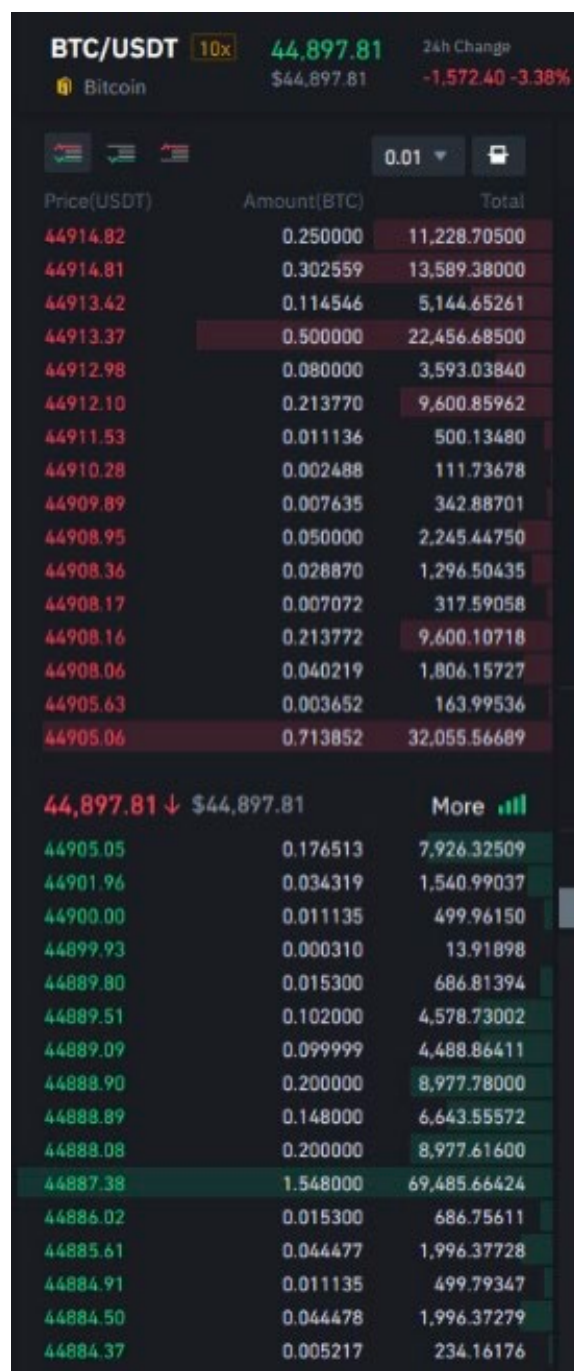 BTC/USDT 10x 44,897.81 24h Change
Bitcoin $44,897.81 -1,572.40 -3.38%
0.01
Price(USDT) Amount(BTC) Total
44914.82 0.250000 11,228.70500
44914.81 0.302559 13,589.38000
44913.42 0.114546 5,144.65261
44913.37 0.500000 22,456.68500
44912.98 0.080000 3,593.03840
44912.10 0.213770 9,600.85962
44911.53 0.011136 500.13480
44910.28 0.002488 111.73678
44909.89 0.007635 342.88701
44908.95 0.050000 2,245.44750
44908.36 0.028870 1,296.50435
44908.17 0.007072 317.59058
44908.16 0.213772 9,600.10718
44908.06 0.040219 1,806.15727
44905.63 0.003652 163.99536
44905.06 0.713852 32,055.56689
44,897.81↓ $44,897.81 More
44905.05 0.176513 7,926.32509
44901.96 0.034319 1,540.99037
44900.00 0.011135 499.96150
44899.93 0.000310 13.91898
44889.80 0.015300 686.81394
44889.51 0.102000 4,578.73002
44889.09 0.099999 4,488.86411
44888.90 0.200000 8,977.78000
44888.89 0.148000 6,643.55572
44888.08 0.200000 8,977.61600
44887.38 1.548000 69,485.66424
44886.02 0.015300 686.75611
44885.61 0.044477 1,996.37728
44884.91 0.011135 499.79347
44884.50 0.044478 1,996.37279
44884.37 0.005217 234.16176